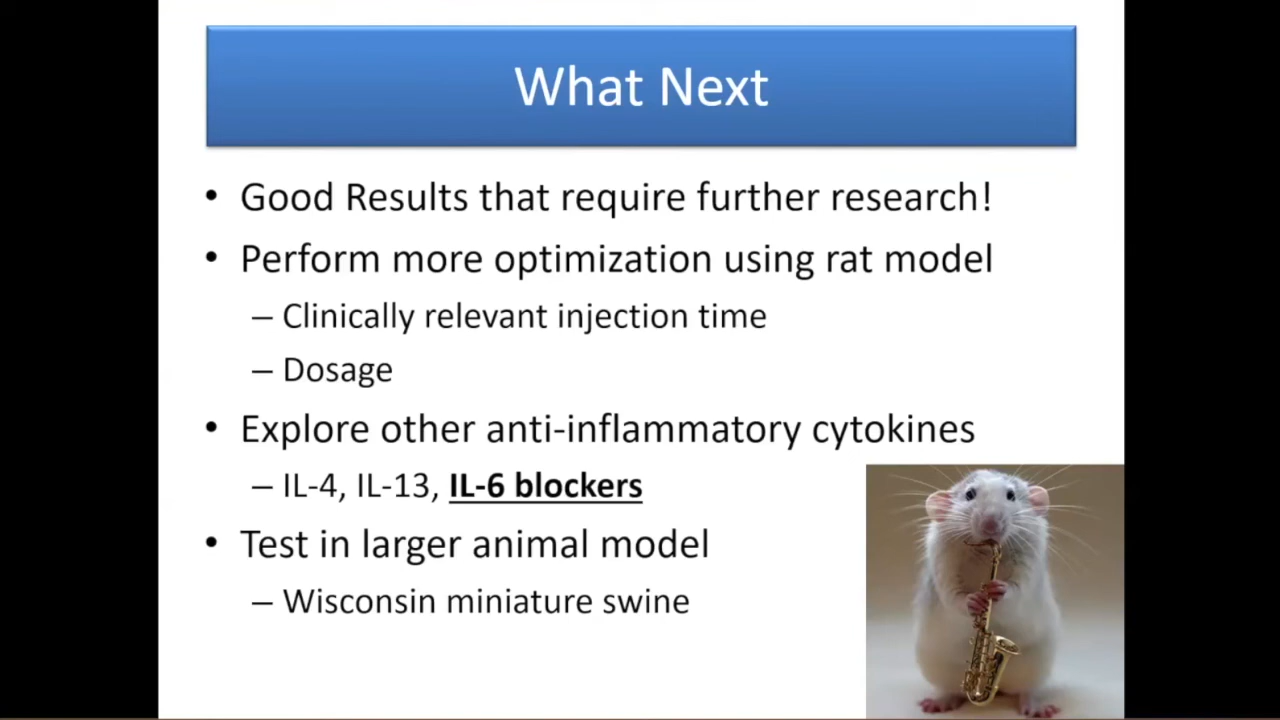 What Next
• Good Results that require further research!
• Perform more optimization using rat model
– Clinically relevant injection time
– Dosage
• Explore other anti-inflammatory cytokines
– IL-4, IL-13, IL-6 blockers
• Test in larger animal model
– Wisconsin miniature swine